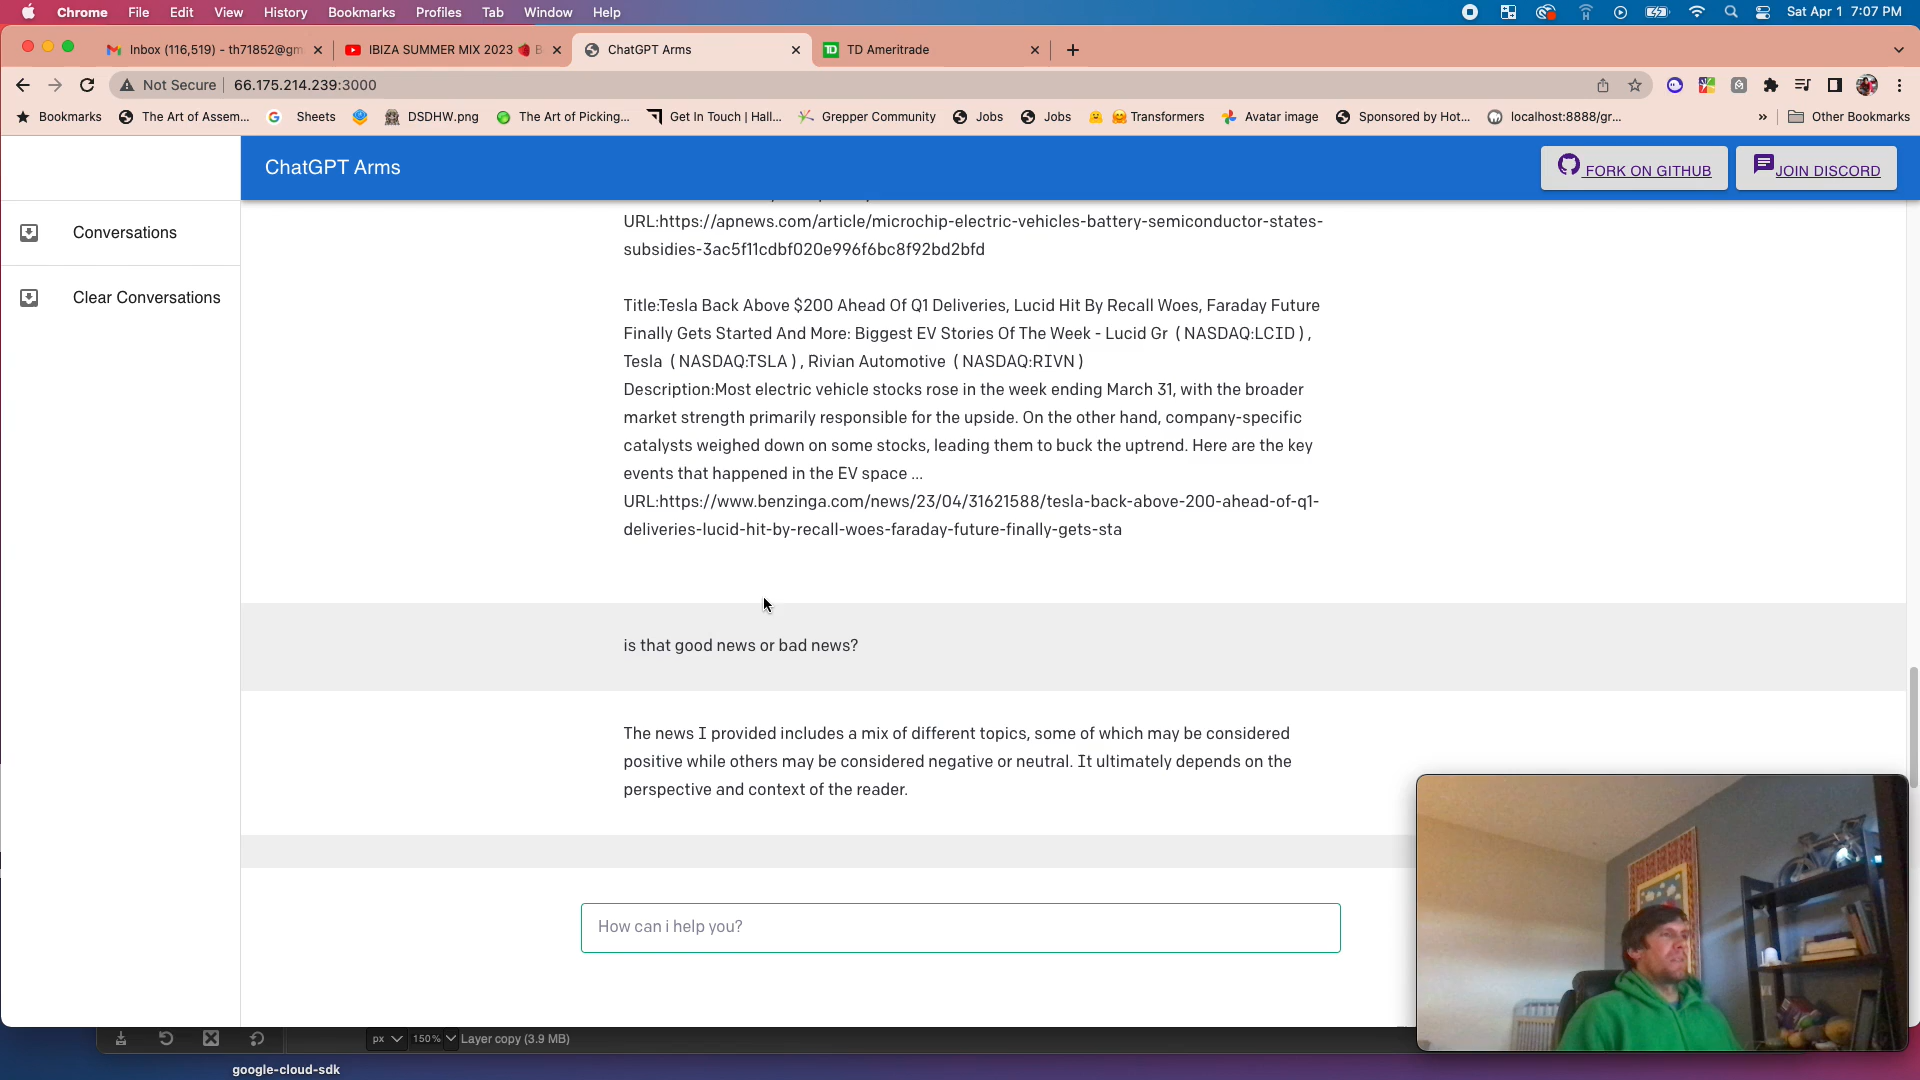 Chrome File Edit View History Bookmarks Profiles Tab Window Help Sat Apr 1 7:07 PM
Inbox (116,519) - th71852@gm IBIZA SUMMER MIX 2023 B ChatGPT Arms TD TD Ameritrade
Not Secure 66.175.214.239:3000
Bookmarks The Art of Assem... Sheets DSDHW.png The Art of Picking... Get In Touch | Hall... Grepper Community Jobs Jobs Transformers Avatar image Sponsored by Hot... localhost:8888/gr... » Other Bookmarks
ChatGPT Arms FORK ON GITHUB JOIN DISCORD
Conversations
Clear Conversations
URL:https://apnews.com/article/microchip-electric-vehicles-battery-semiconductor-states-
subsidies-3ac5f11cdbf020e996f6bc8f92bd2bfd
Title:Tesla Back Above $200 Ahead Of Q1 Deliveries, Lucid Hit By Recall Woes, Faraday Future
Finally Gets Started And More: Biggest EV Stories Of The Week - Lucid Gr ( NASDAQ:LCID ) ,
Tesla ( NASDAQ:TSLA ) , Rivian Automotive ( NASDAQ:RIVN )
Description:Most electric vehicle stocks rose in the week ending March 31, with the broader
market strength primarily responsible for the upside. On the other hand, company-specific
catalysts weighed down on some stocks, leading them to buck the uptrend. Here are the key
events that happened in the EV space ...
URL:https://www.benzinga.com/news/23/04/31621588/tesla-back-above-200-ahead-of-q1-
deliveries-lucid-hit-by-recall-woes-faraday-future-finally-gets-sta
is that good news or bad news?
The news I provided includes a mix of different topics, some of which may be considered
positive while others may be considered negative or neutral. It ultimately depends on the
perspective and context of the reader.
How can i help you?
px 150% Layer copy (3.9 MB)
google-cloud-sdk